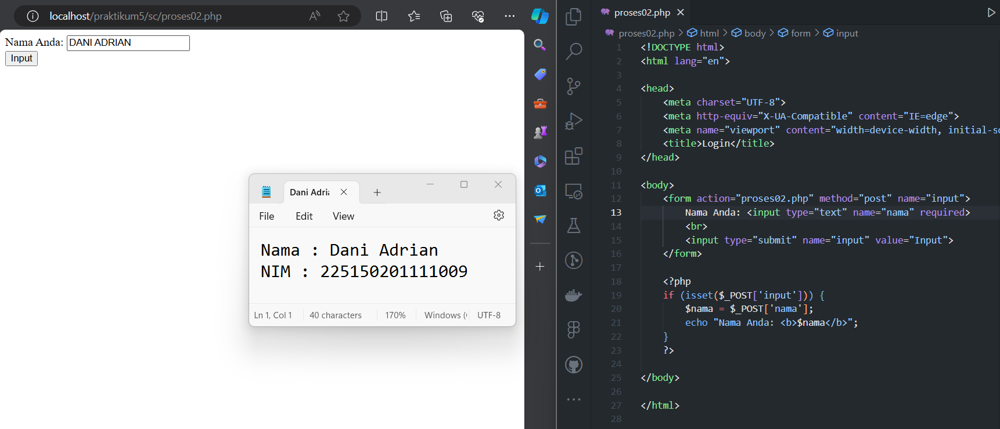 localhost/praktikum5/sc/proses02.php
Nama Anda: DANI ADRIAN
Input
Dani Adri
File Edit View
Nama : Dani Adrian
NIM : 225150201111009
Ln 1, Col 1 40 characters 170% Windows ( UTF-8
proses02.php
proses02.php > html > body > form > input
1 <!DOCTYPE html>
2 <html lang="en">
3
4 <head>
5 <meta charset="UTF-8">
6 <meta http-equiv="X-UA-Compatible" content="IE=edge">
7 <meta name="viewport" content="width=device-width, initial-sc
8 <title>Login</title>
9 </head>
10
11 <body>
12 <form action="proses02.php" method="post" name="input">
13 Nama Anda: <input type="text" name="nama" required>
14 <br>
15 <input type="submit" name="input" value="Input">
16 </form>
17
18 <?php
19 if (isset($_POST['input'])) {
20 $nama = $_POST['nama'];
21 echo "Nama Anda: <b>$nama</b>";
22 }
23 ?>
24
25 </body>
26
27 </html>
28